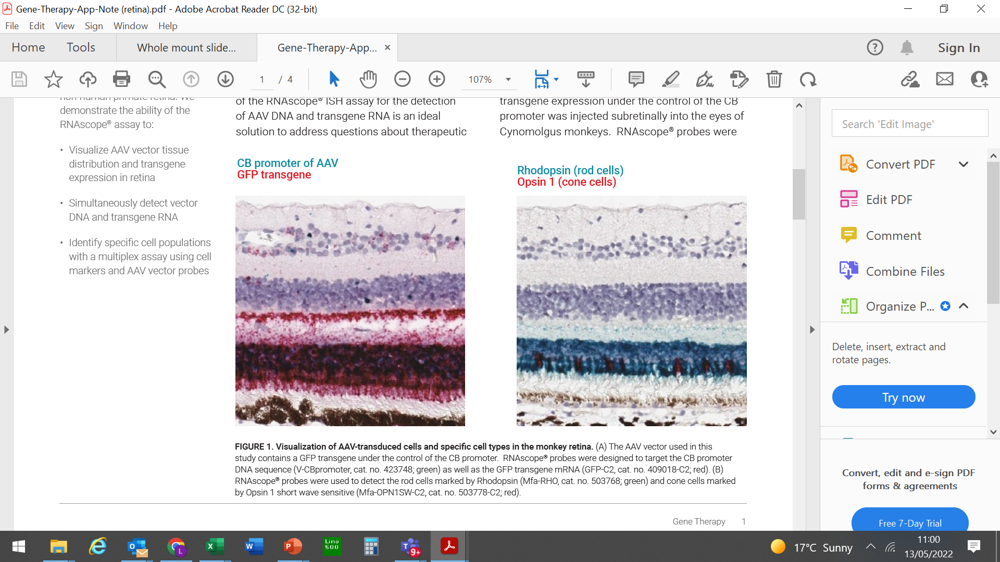 Gene-Therapy-App-Note (retina).pdf - Adobe Acrobat Reader DC (32-bit)
File Edit View Sign Window Help
Home Tools Whole mount slide... Gene-Therapy-App... × Sign In
1 / 4 107%
non human primate retina. We
demonstrate the ability of the
RNAscope® assay to:
• Visualize AAV vector tissue
distribution and transgene
expression in retina
• Simultaneously detect vector
DNA and transgene RNA
• Identify specific cell populations
with a multiplex assay using cell
markers and AAV vector probes
of the RNAscope® ISH assay for the detection
of AAV DNA and transgene RNA is an ideal
solution to address questions about therapeutic
transgene expression under the control of the CB
promoter was injected subretinally into the eyes of
Cynomolgus monkeys. RNAscope® probes were
CB promoter of AAV
GFP transgene
Rhodopsin (rod cells)
Opsin 1 (cone cells)
FIGURE 1. Visualization of AAV-transduced cells and specific cell types in the monkey retina. (A) The AAV vector used in this
study contains a GFP transgene under the control of the CB promoter. RNAscope® probes were designed to target the CB promoter
DNA sequence (V-CBpromoter, cat. no. 423748; green) as well as the GFP transgene mRNA (GFP-C2, cat. no. 409018-C2; red). (B)
RNAscope® probes were used to detect the rod cells marked by Rhodopsin (Mfa-RHO, cat. no. 503768; green) and cone cells marked
by Opsin 1 short wave sensitive (Mfa-OPN1SW-C2, cat. no. 503778-C2; red).
Gene Therapy 1
Search 'Edit Image'
Convert PDF
Edit PDF
Comment
Combine Files
Organize P...
Delete, insert, extract and
rotate pages.
Try now
Convert, edit and e-sign PDF
forms & agreements
Free 7-Day Trial
Line
500
9+
17°C Sunny
11:00
13/05/2022